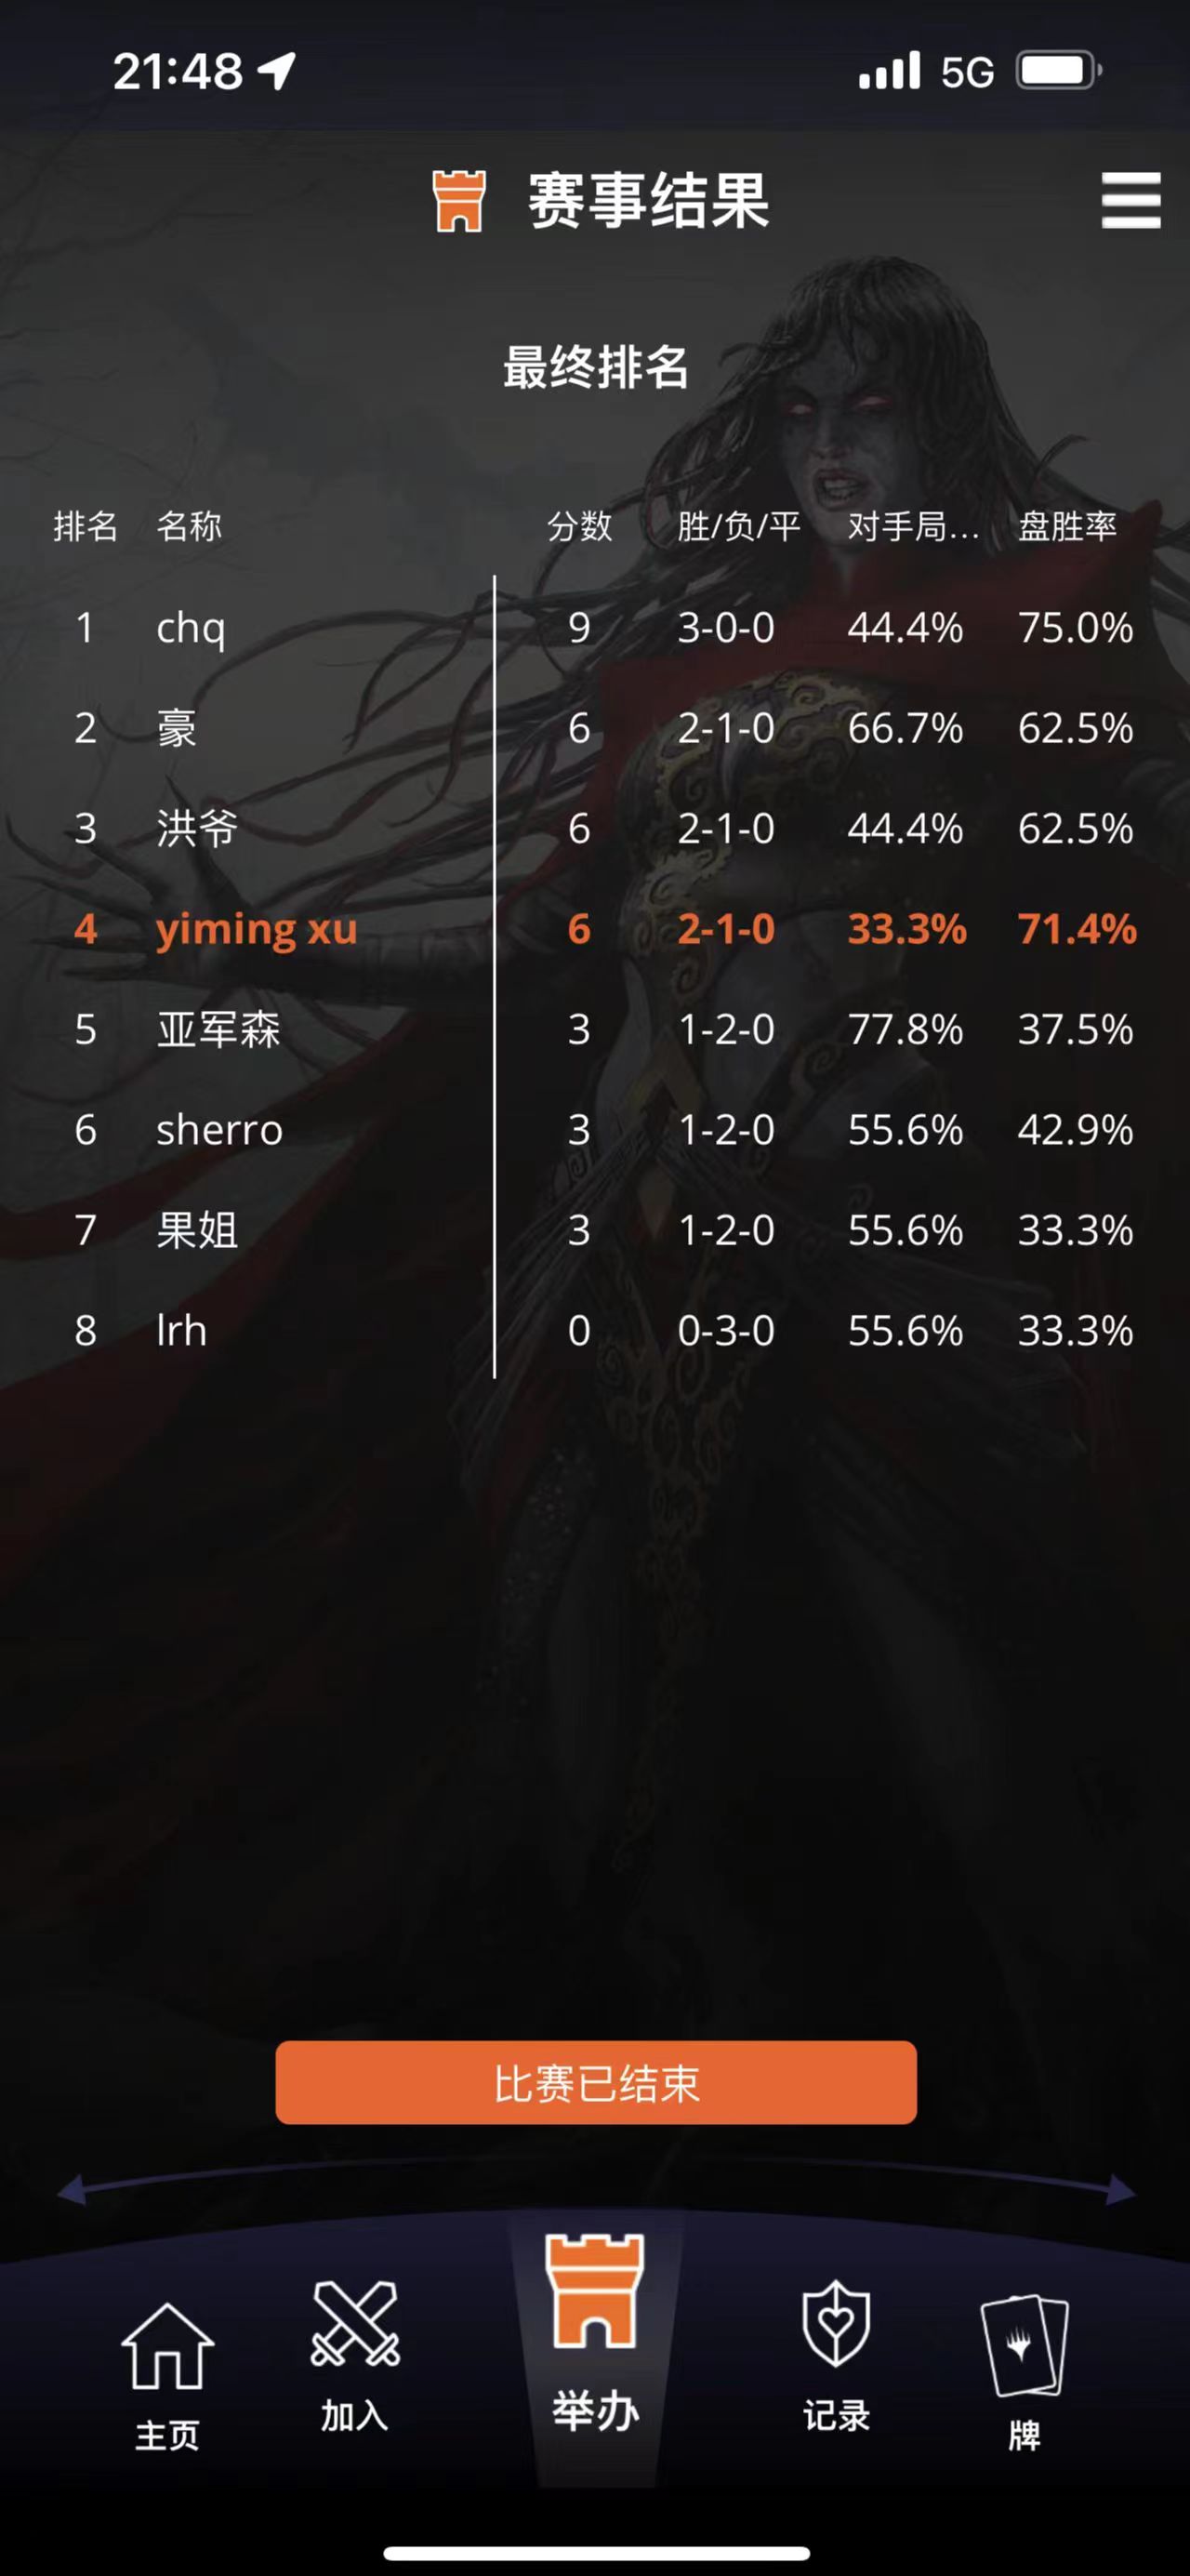 21:48 5G
赛事结果
最终排名
排名 名称 分数 胜/负/平 对手局... 盘胜率
1 chq 9 3-0-0 44.4% 75.0%
2 豪 6 2-1-0 66.7% 62.5%
3 洪爷 6 2-1-0 44.4% 62.5%
4 yiming xu 6 2-1-0 33.3% 71.4%
5 亚军森 3 1-2-0 77.8% 37.5%
6 sherro 3 1-2-0 55.6% 42.9%
7 果姐 3 1-2-0 55.6% 33.3%
8 lrh 0 0-3-0 55.6% 33.3%
比赛已结束
主页 加入 举办 记录 牌